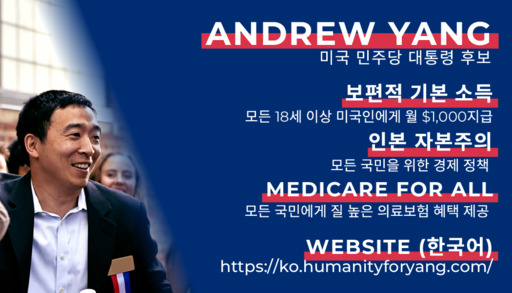 ANDREW YANG
미국 민주당 대통령 후보
보편적 기본 소득
모든 18세 이상 미국인에게 월 $1,000지급
인본 자본주의
모든 국민을 위한 경제 정책
MEDICARE FOR ALL
모든 국민에게 질 높은 의료보험 혜택 제공
WEBSITE (한국어)
https://ko.humanityforyang.com/